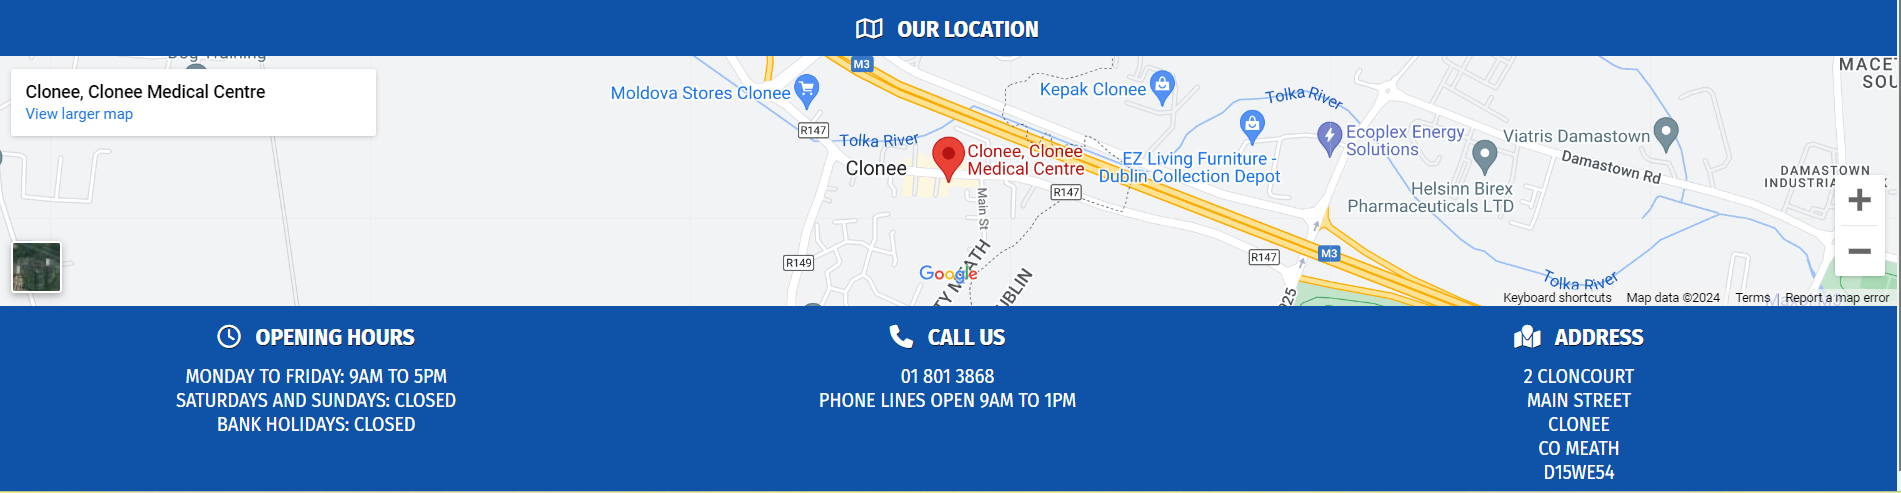 OUR LOCATION
Dog Training
Clonee, Clonee Medical Centre
View larger map
M3
Moldova Stores Clonee
Kepak Clonee
Tolka River
MACET
SOU
R147
Tolka River
Ecoplex Energy
Solutions
Viatris Damastown
Clonee
Clonee, Clonee
Medical Centre
EZ Living Furniture -
Dublin Collection Depot
Damastown Rd
DAMASTOWN
R147
Helsinn Birex
Pharmaceuticals LTD
Main St
R149
R147
M3
Google
TY MEATH
UBLIN
Tolka River
925
Keyboard shortcuts
Map data ©2024
Terms
Report a map error
OPENING HOURS
MONDAY TO FRIDAY: 9AM TO 5PM
SATURDAYS AND SUNDAYS: CLOSED
BANK HOLIDAYS: CLOSED
CALL US
01 801 3868
PHONE LINES OPEN 9AM TO 1PM
ADDRESS
2 CLONCOURT
MAIN STREET
CLONEE
CO MEATH
D15WE54